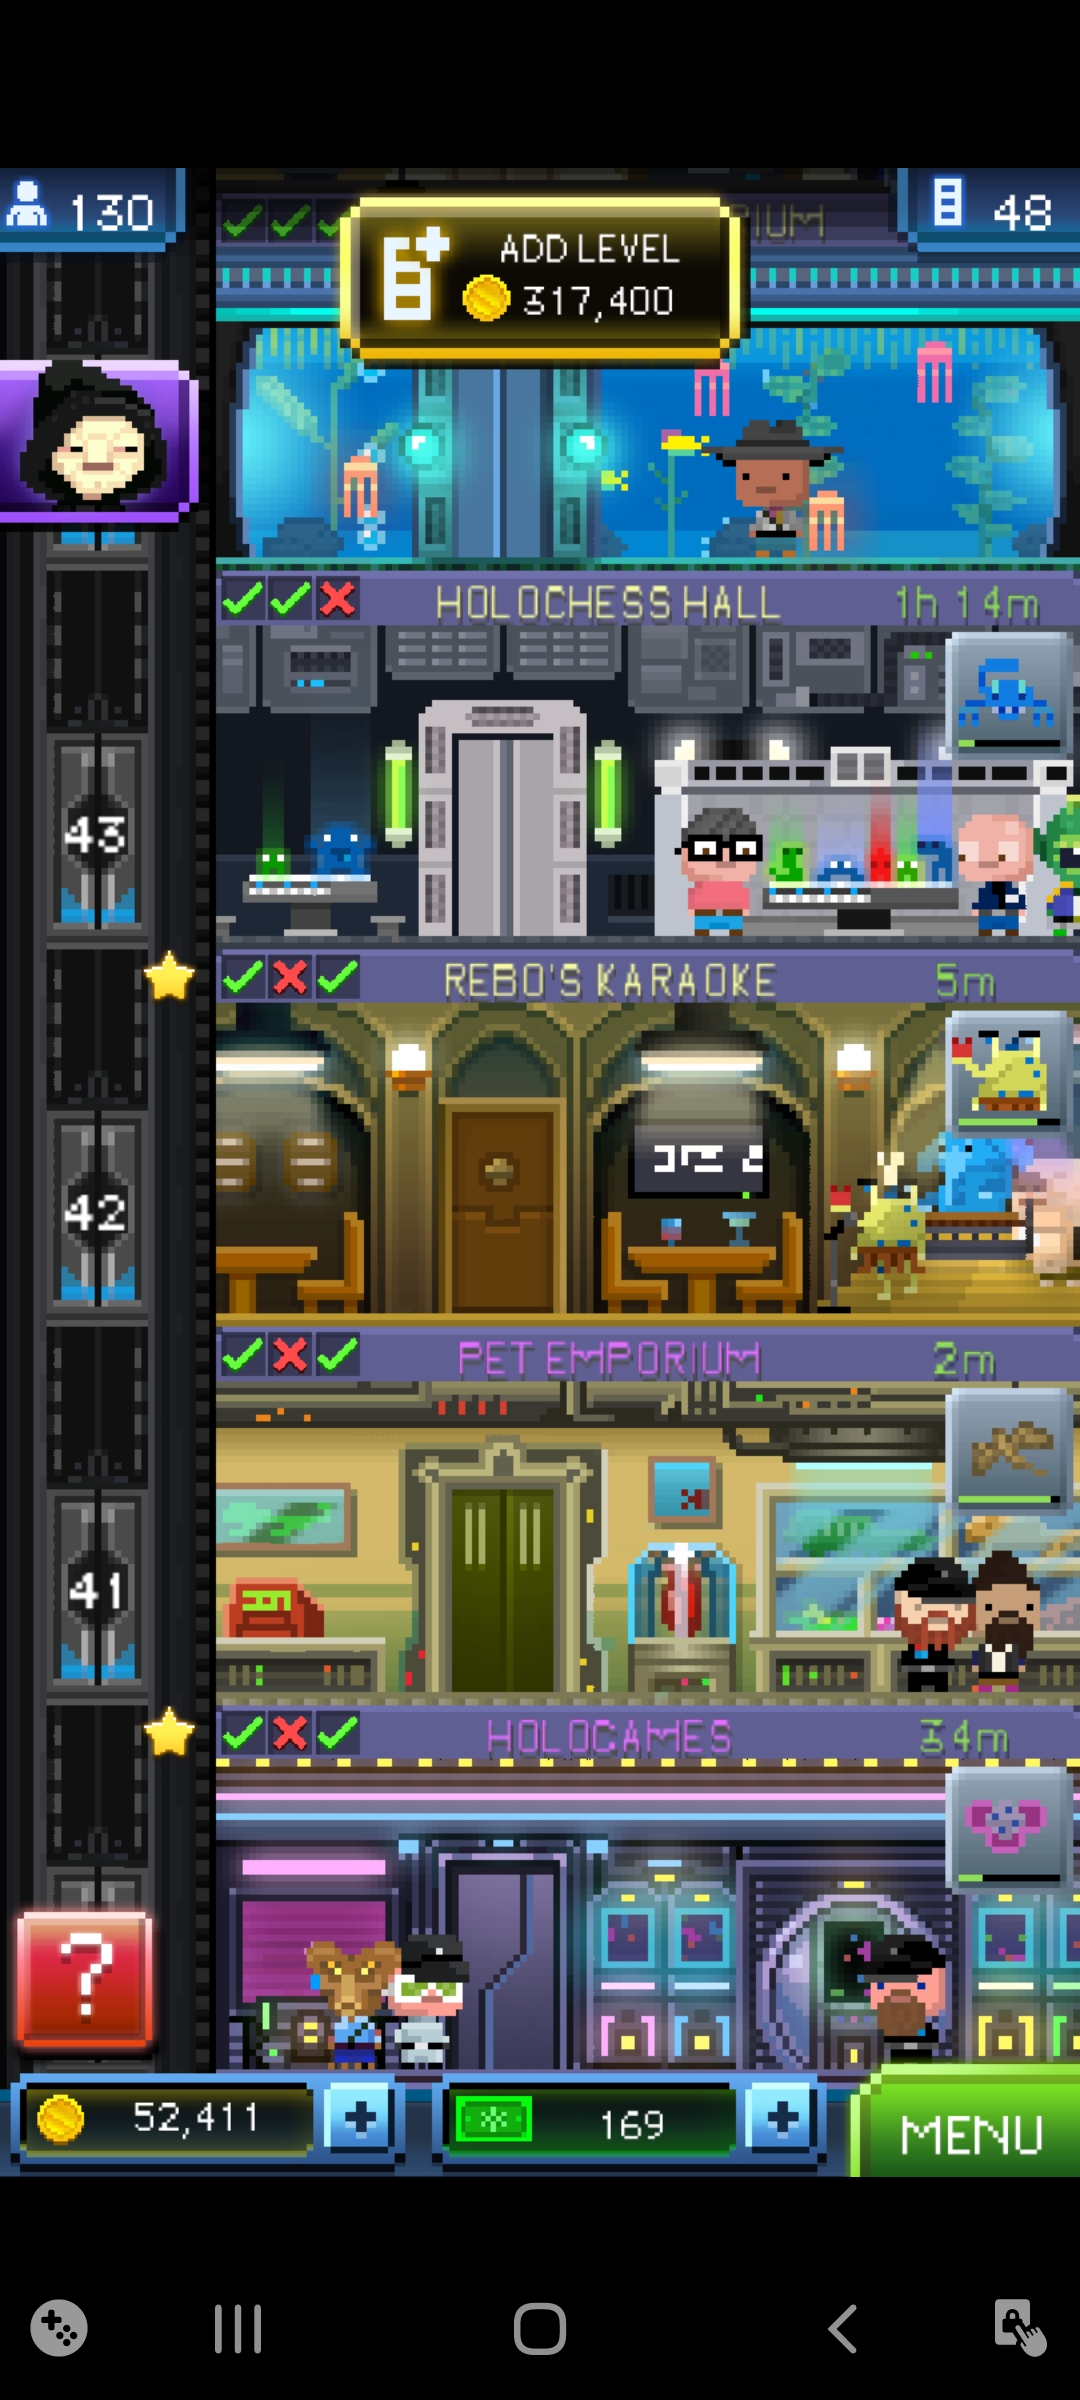 130
48
ADD LEVEL
317,400
HOLOCHESS HALL 1h 14m
43
REBO'S KARAOKE 5m
42
PET EMPORIUM 2m
41
HOLOGAMES 34m
?
52,411 +
169 +
MENU